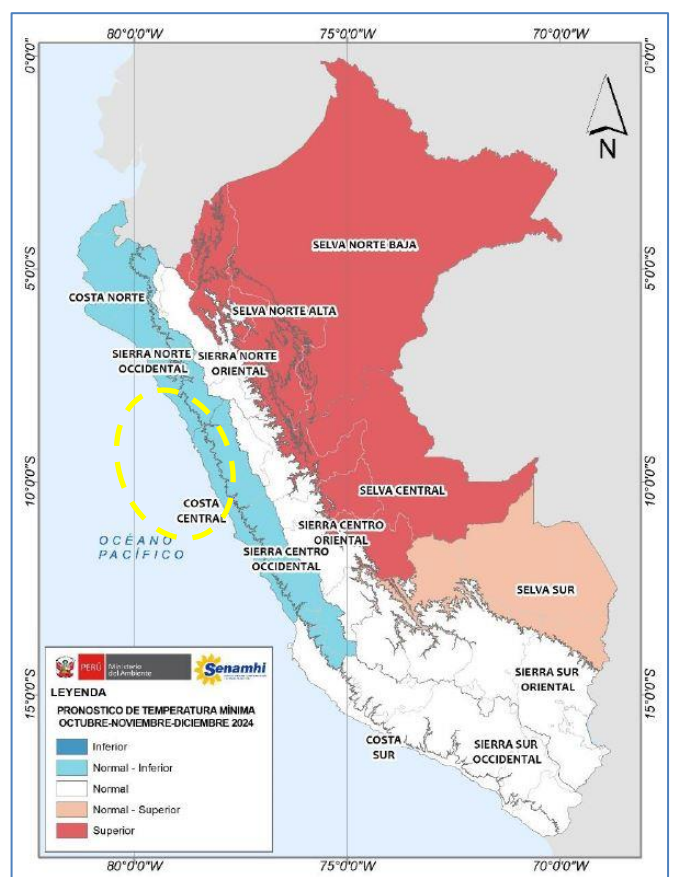 80°0'0"W 75°0'0"W 70°0'0"W
0°0'0" 0°0'0"
N
SELVA NORTE BAJA
5°0'0"S 5°0'0"S
COSTA NORTE
SELVA NORTE ALTA
SIERRA NORTE
OCCIDENTAL
SIERRA NORTE
ORIENTAL
10°0'0"S 10°0'0"S
SELVA CENTRAL
COSTA
CENTRAL
SIERRA CENTRO
ORIENTAL
OCÉANO
PACÍFICO
SIERRA CENTRO
OCCIDENTAL
SELVA SUR
PERÚ
Ministerio
del Ambiente
Senamhi
LEYENDA
PRONOSTICO DE TEMPERATURA MÍNIMA
OCTUBRE-NOVIEMBRE-DICIEMBRE 2024
Inferior
Normal - Inferior
Normal
Normal - Superior
Superior
SIERRA SUR
ORIENTAL
15°0'0"S 15°0'0"S
COSTA
SUR
SIERRA SUR
OCCIDENTAL
80°0'0"W 75°0'0"W 70°0'0"W